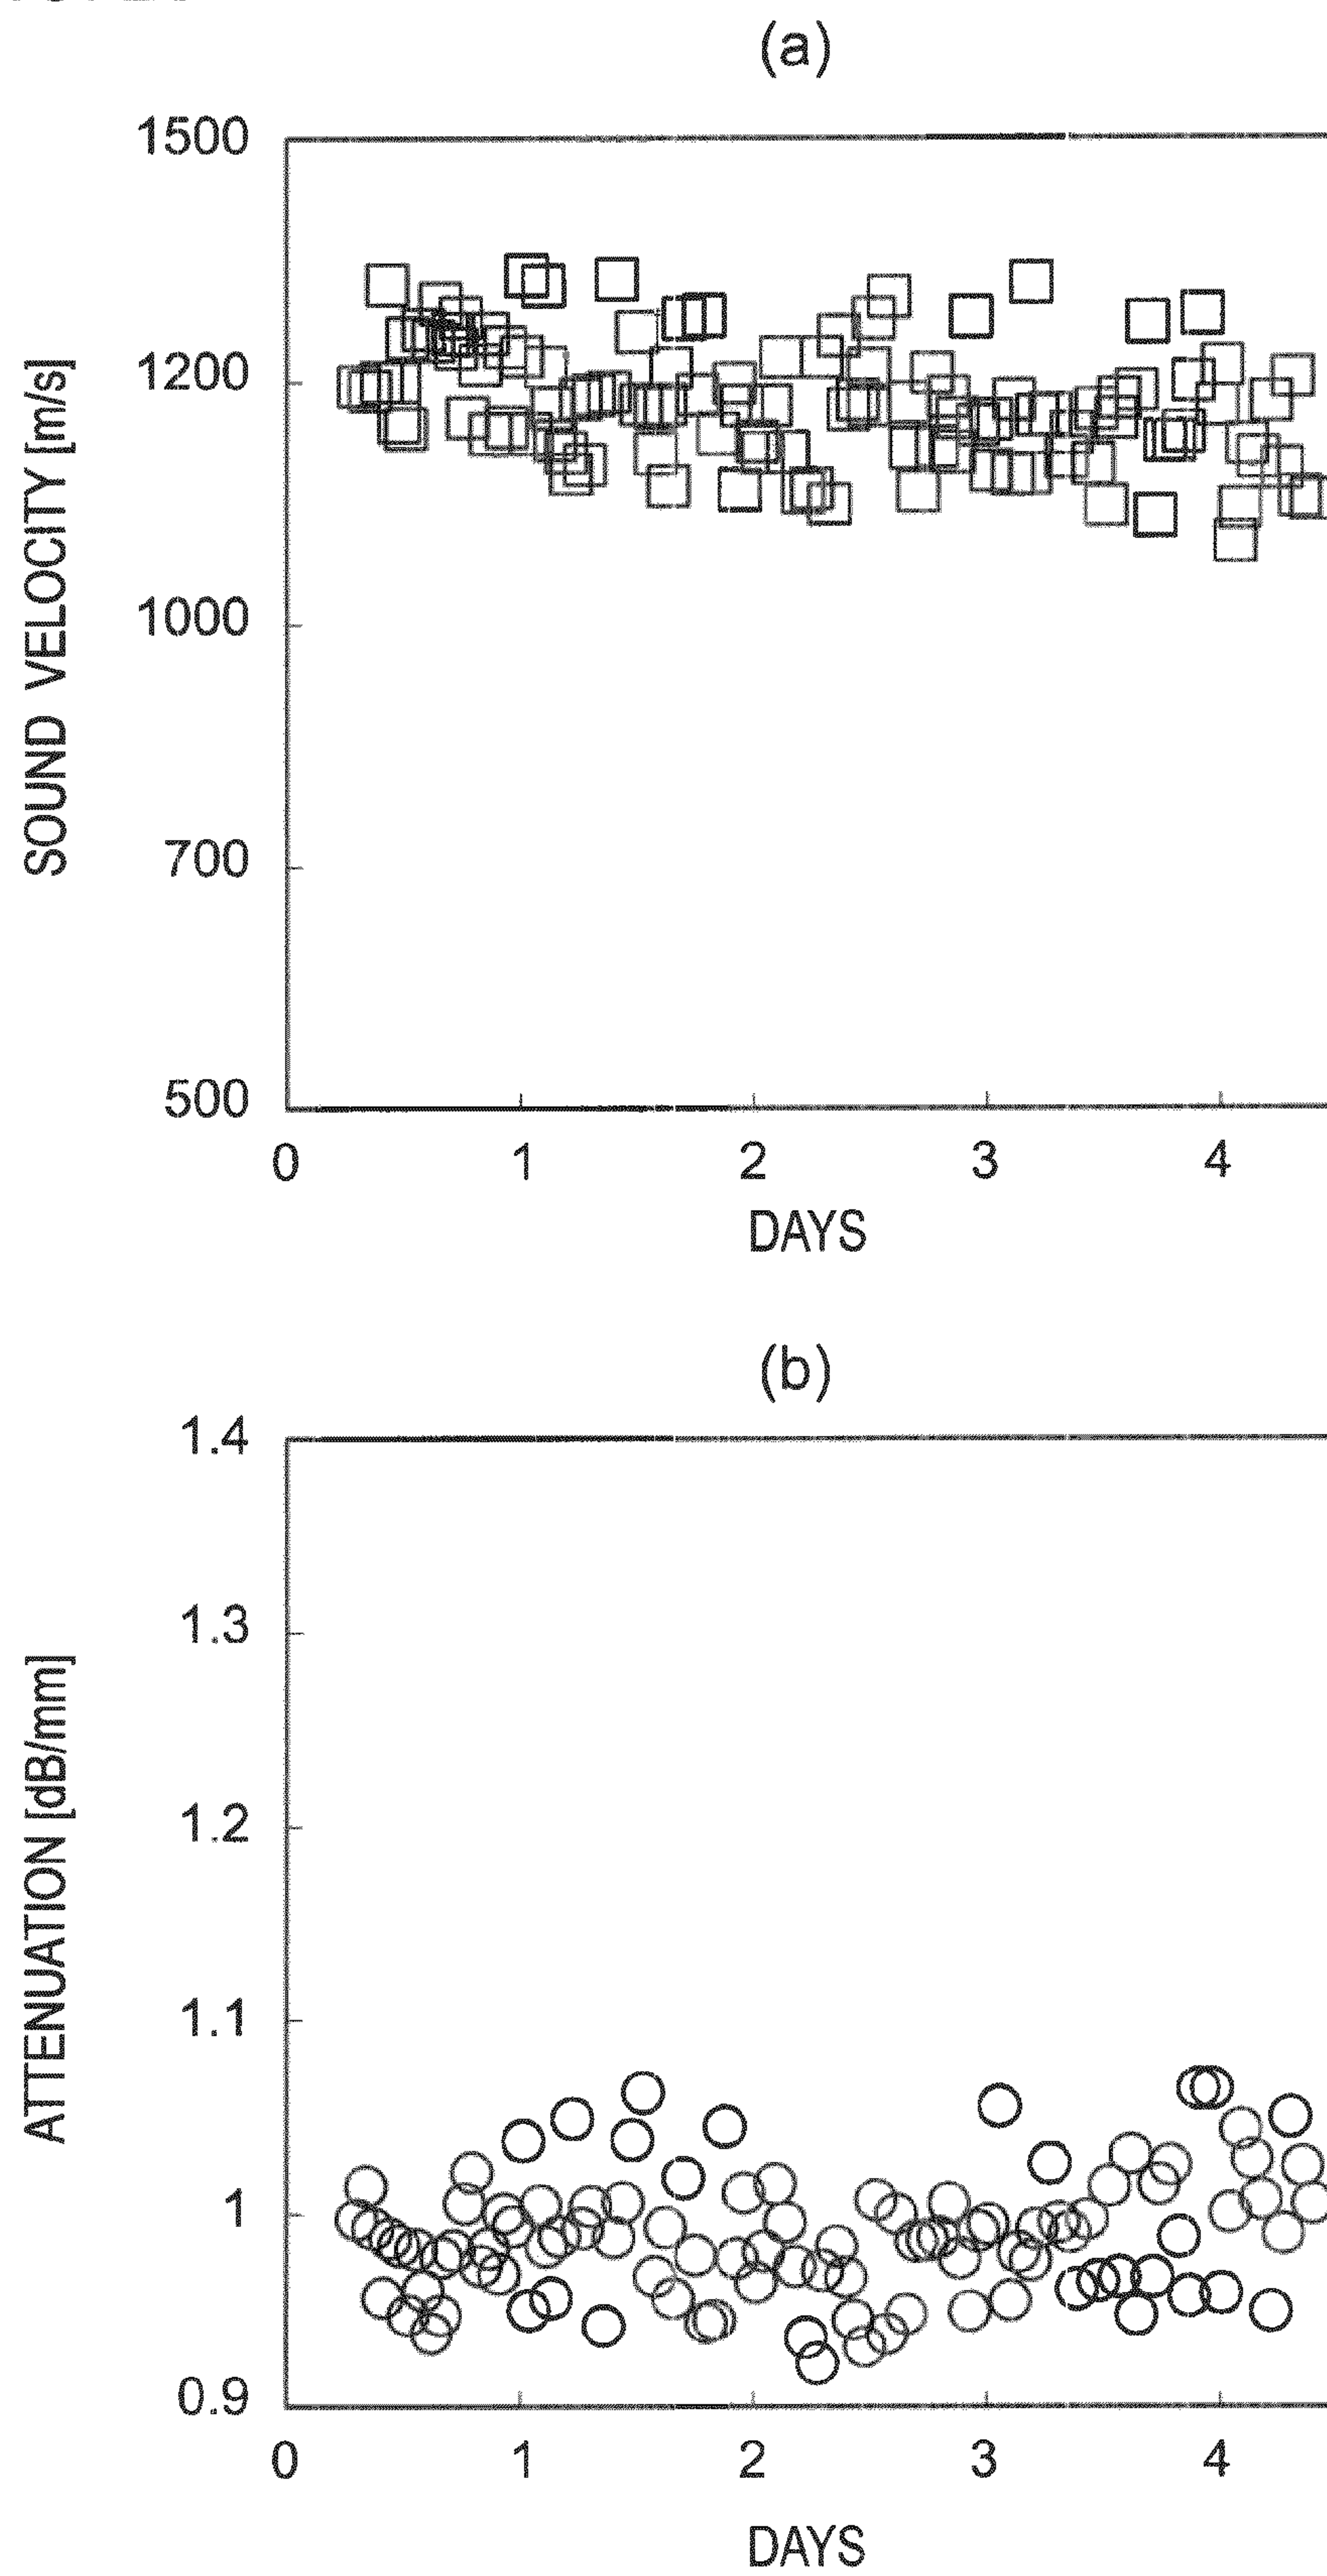 (a)
1500
1200
1000
700
500
SOUND VELOCITY [m/s]
0 1 2 3 4
DAYS
(b)
1.4
1.3
1.2
1.1
1
0.9
ATTENUATION [dB/mm]
0 1 2 3 4
DAYS